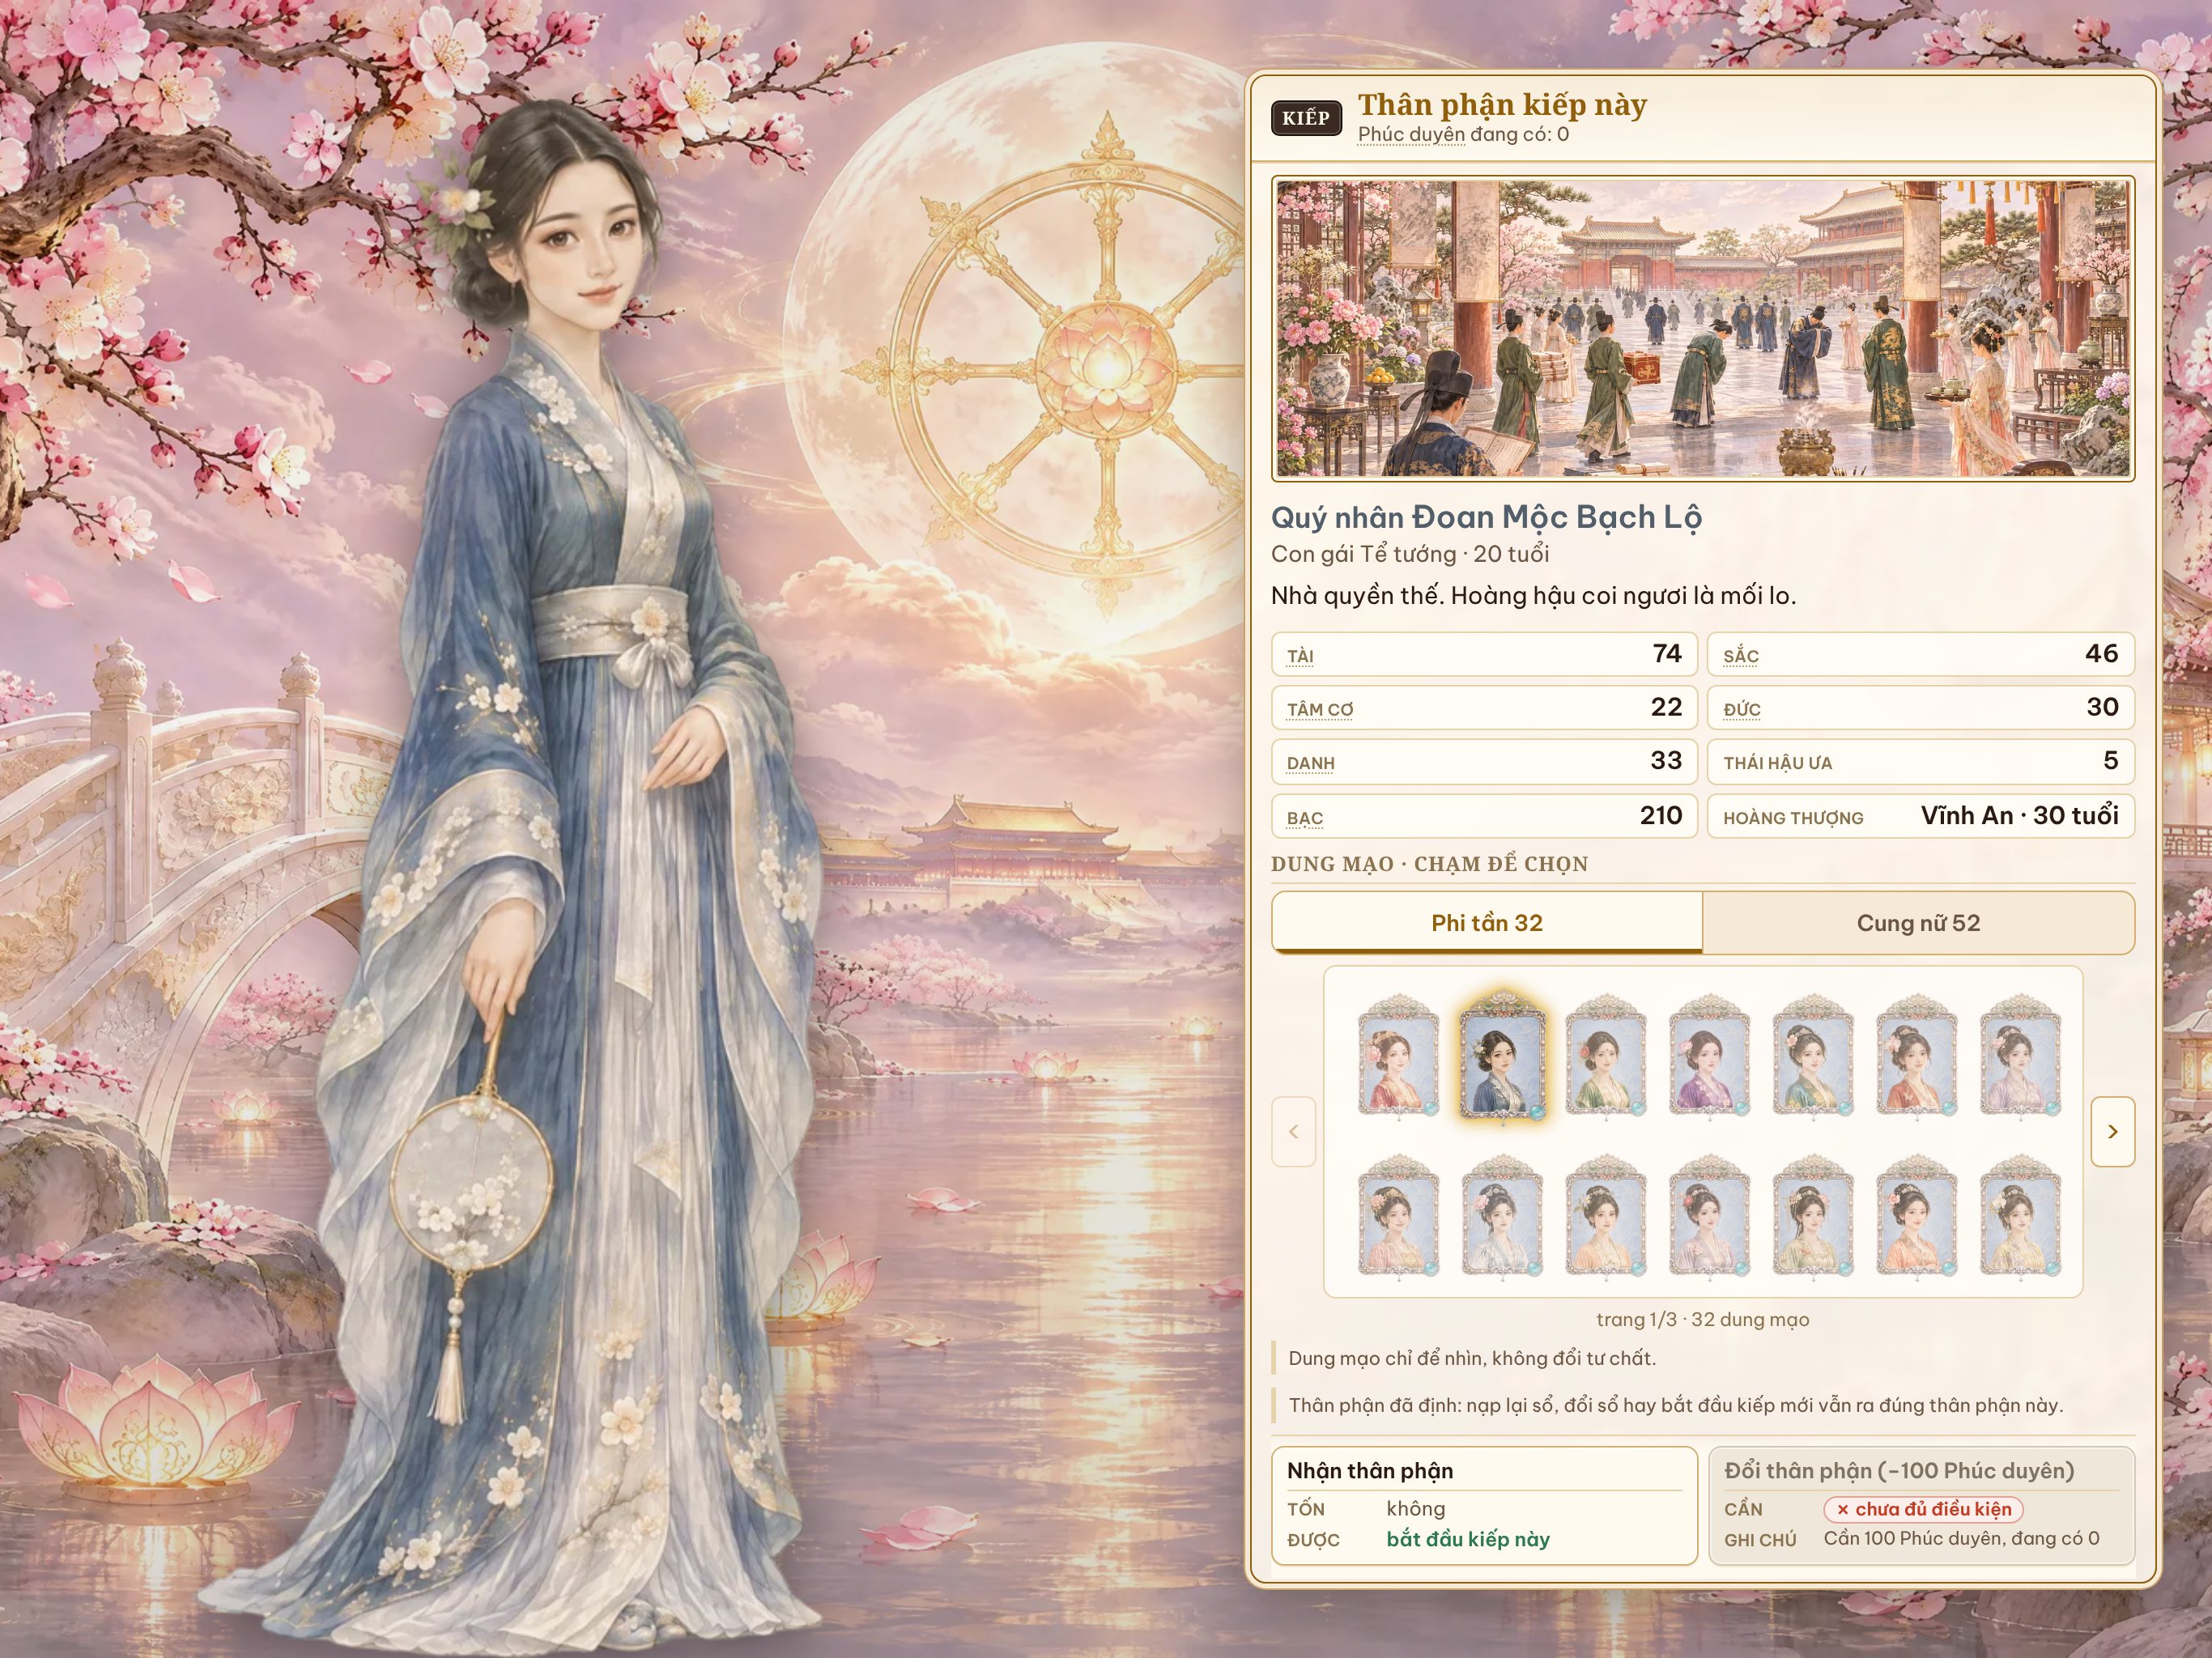 KIẾP
Thân phận kiếp này
Phúc duyên đang có: 0
Quý nhân Đoan Mộc Bạch Lộ
Con gái Tể tướng · 20 tuổi
Nhà quyền thế. Hoàng hậu coi ngươi là mối lo.
TÀI 74
SẮC 46
TÂM CƠ 22
ĐỨC 30
DANH 33
THÁI HẬU ƯA 5
BẠC 210
HOÀNG THƯỢNG Vĩnh An · 30 tuổi
DUNG MẠO · CHẠM ĐỂ CHỌN
Phi tần 32
Cung nữ 52
trang 1/3 · 32 dung mạo
Dung mạo chỉ để nhìn, không đổi tư chất.
Thân phận đã định: nạp lại sổ, đổi sổ hay bắt đầu kiếp mới vẫn ra đúng thân phận này.
Nhận thân phận
TỐN không
ĐƯỢC bắt đầu kiếp này
Đổi thân phận (-100 Phúc duyên)
CẦN × chưa đủ điều kiện
GHI CHÚ Cần 100 Phúc duyên, đang có 0